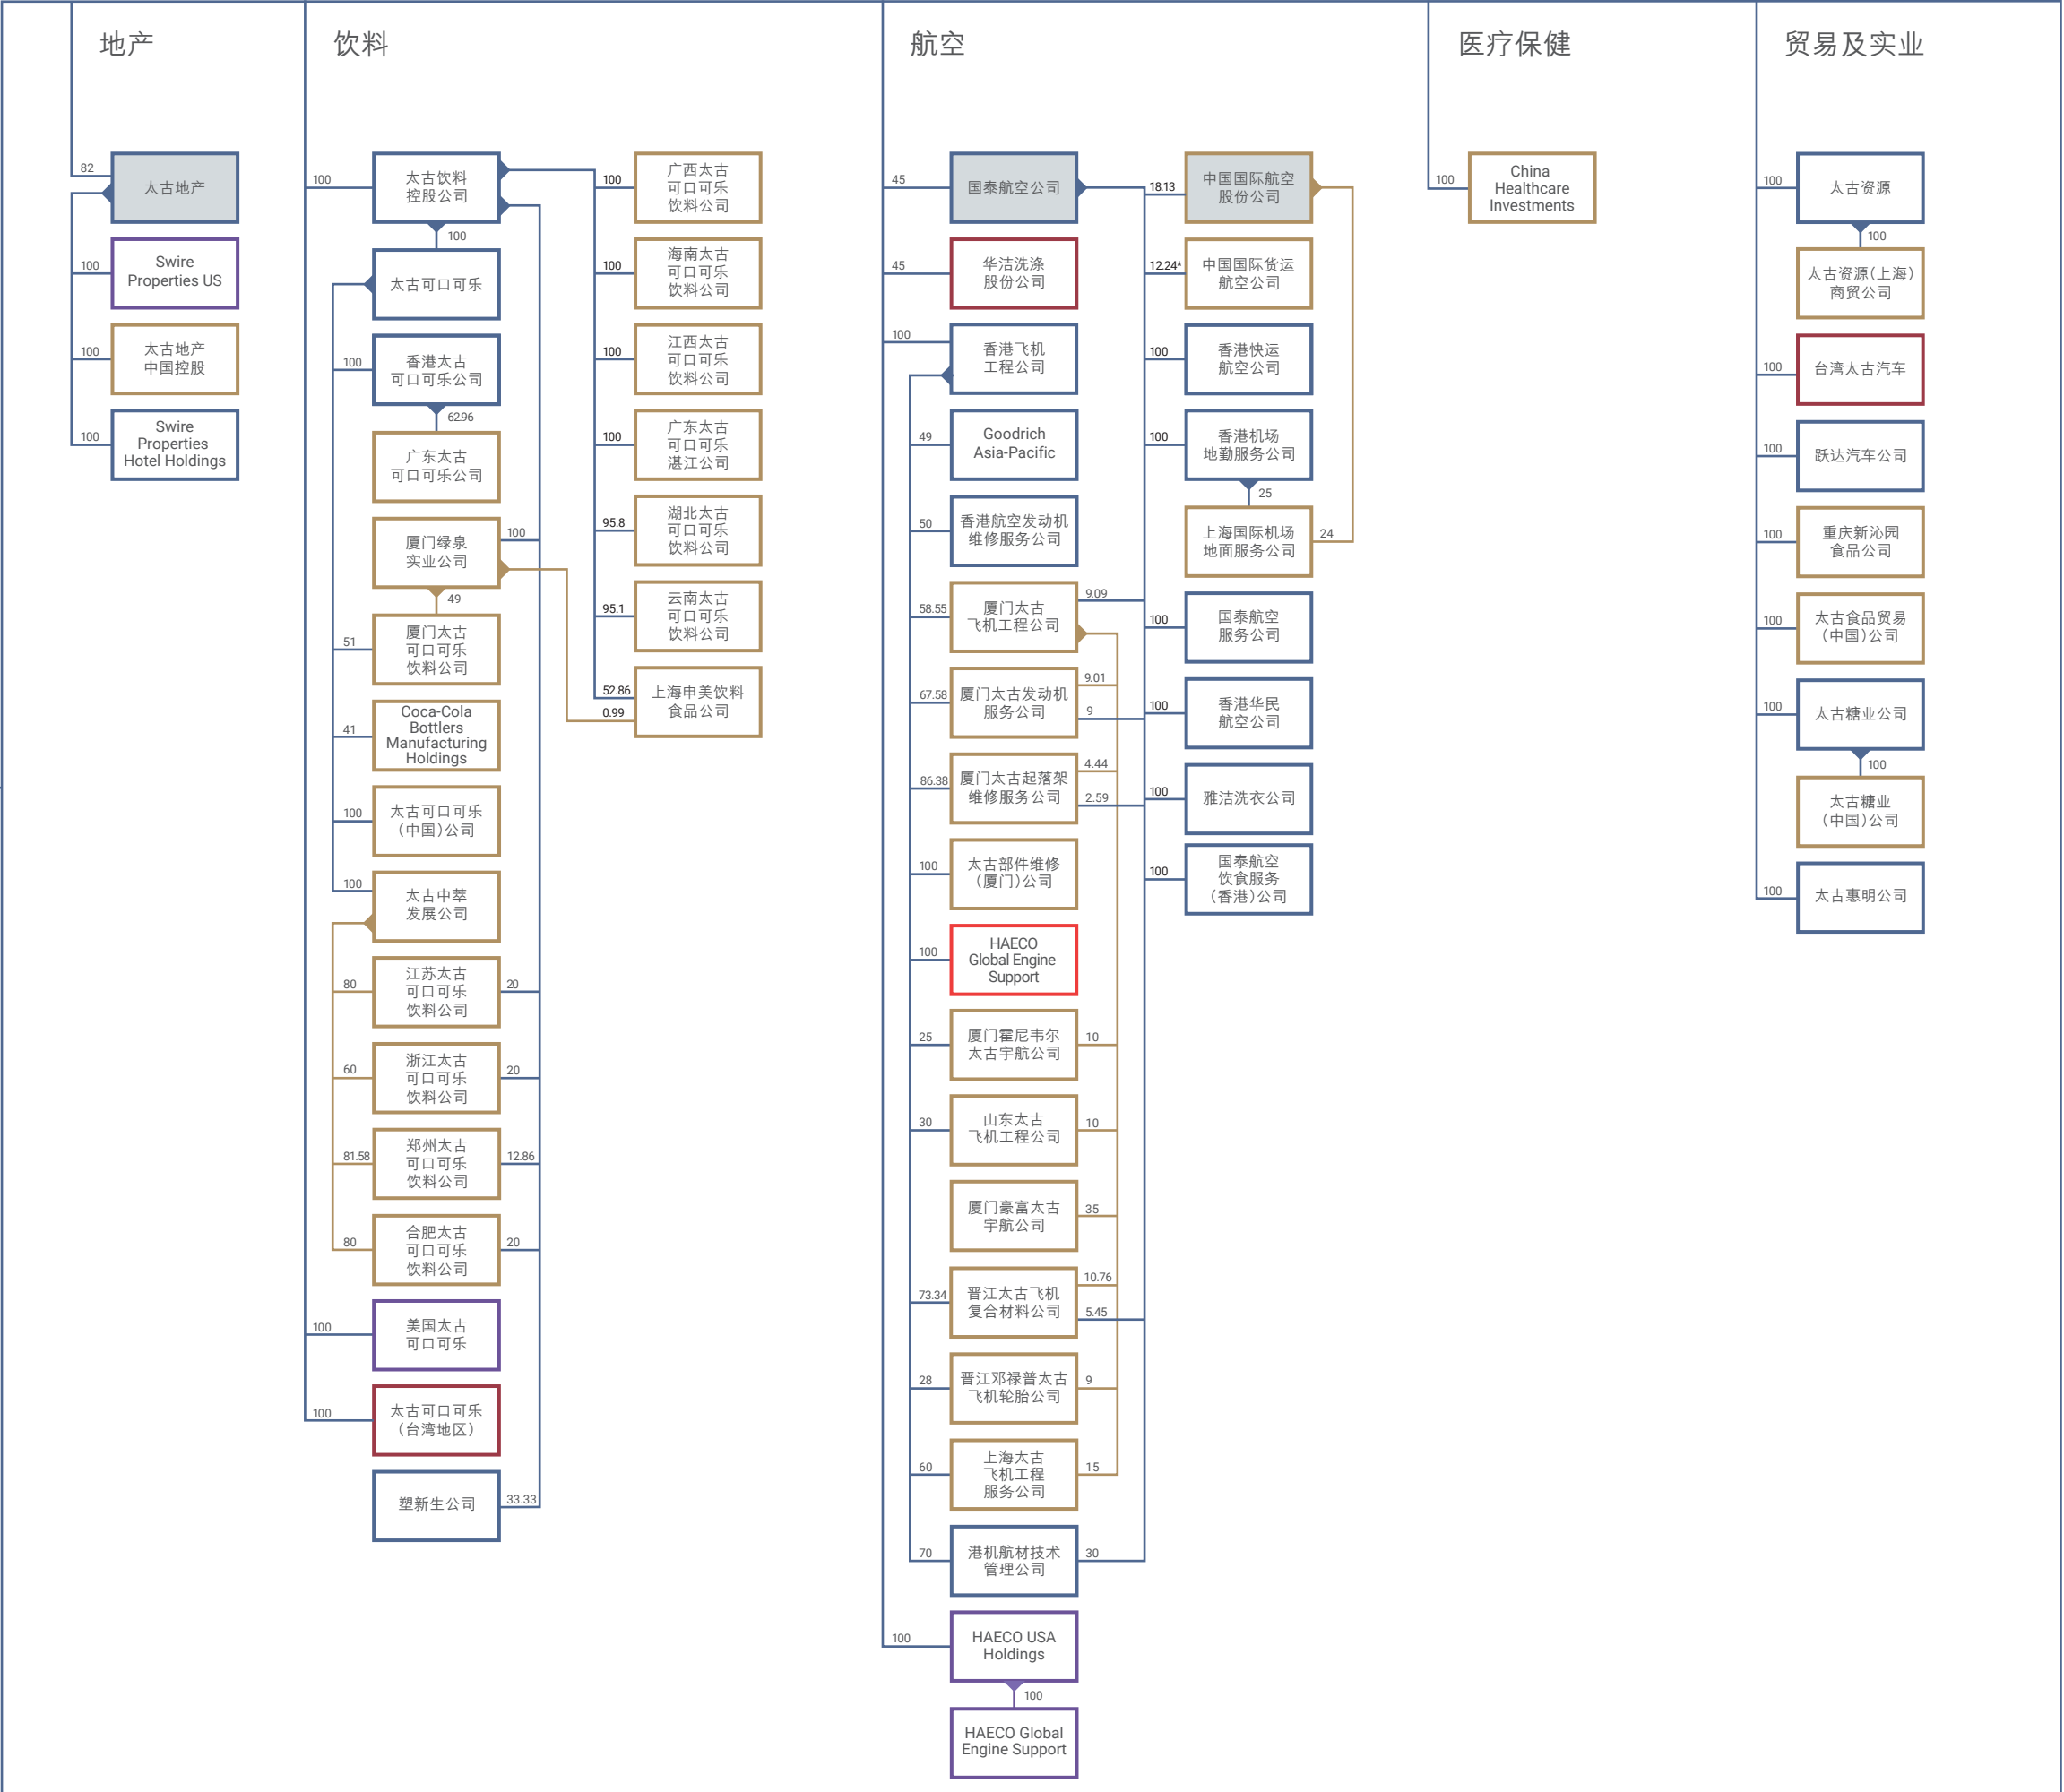 地产
82
太古地产
100
Swire
Properties US
100
太古地产
中国控股
100
Swire
Properties
Hotel Holdings
饮料
100
太古饮料
控股公司
100
太古可口可乐
100
香港太古
可口可乐公司
62.96
广东太古
可口可乐公司
厦门绿泉
实业公司
100
49
51
厦门太古
可口可乐
饮料公司
41
Coca-Cola
Bottlers
Manufacturing
Holdings
100
太古可口可乐
（中国）公司
100
太古中萃
发展公司
80
江苏太古
可口可乐
饮料公司
20
60
浙江太古
可口可乐
饮料公司
20
81.58
郑州太古
可口可乐
饮料公司
12.86
80
合肥太古
可口可乐
饮料公司
20
100
美国太古
可口可乐
100
太古可口可乐
（台湾地区）
塑新生公司
33.33
100
广西太古
可口可乐
饮料公司
100
海南太古
可口可乐
饮料公司
100
江西太古
可口可乐
饮料公司
100
广东太古
可口可乐
湛江公司
95.8
湖北太古
可口可乐
饮料公司
95.1
云南太古
可口可乐
饮料公司
52.86
0.99
上海申美饮料
食品公司
航空
45
国泰航空公司
45
华洁洗涤
股份公司
100
香港飞机
工程公司
49
Goodrich
Asia-Pacific
50
香港航空发动机
维修服务公司
58.55
厦门太古
飞机工程公司
9.09
67.58
厦门太古发动机
服务公司
9.01
9
86.38
厦门太古起落架
维修服务公司
4.44
2.59
100
太古部件维修
（厦门）公司
100
HAECO
Global Engine
Support
25
厦门霍尼韦尔
太古宇航公司
10
30
山东太古
飞机工程公司
10
厦门豪富太古
宇航公司
35
73.34
晋江太古飞机
复合材料公司
10.76
5.45
28
晋江邓禄普太古
飞机轮胎公司
9
60
上海太古
飞机工程
服务公司
15
70
港机航材技术
管理公司
30
100
HAECO USA
Holdings
100
HAECO Global
Engine Support
18.13
中国国际航空
股份公司
12.24*
中国国际货运
航空公司
100
香港快运
航空公司
100
香港机场
地勤服务公司
25
上海国际机场
地面服务公司
24
100
国泰航空
服务公司
100
香港华民
航空公司
100
雅洁洗衣公司
100
国泰航空
饮食服务
（香港）公司
医疗保健
100
China
Healthcare
Investments
贸易及实业
100
太古资源
100
太古资源（上海）
商贸公司
100
台湾太古汽车
100
跃达汽车公司
100
重庆新沁园
食品公司
100
太古食品贸易
（中国）公司
100
太古糖业公司
100
太古糖业
（中国）公司
100
太古惠明公司